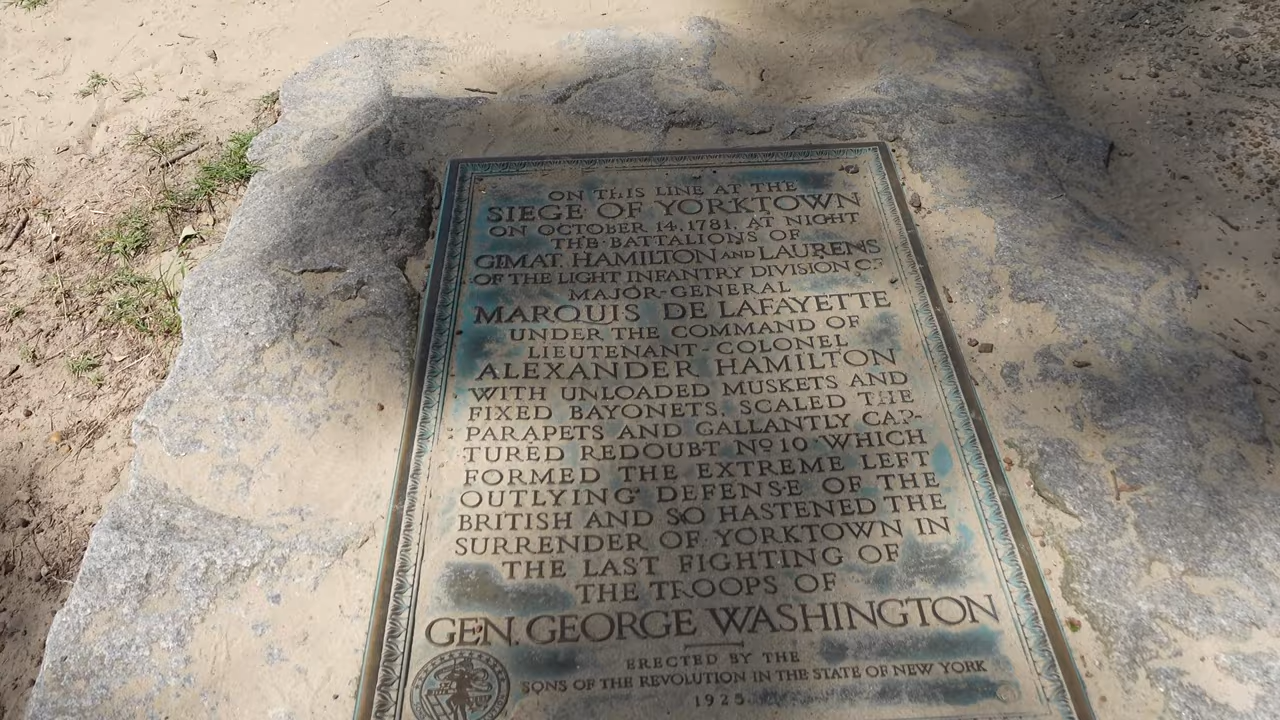 ON THIS LINE AT THE
SIEGE OF YORKTOWN
ON OCTOBER 14, 1781, AT NIGHT
THE BATTALIONS OF
GIMAT, HAMILTON AND LAURENS
OF THE LIGHT INFANTRY DIVISION OF
MAJOR-GENERAL
MARQUIS DE LAFAYETTE
UNDER THE COMMAND OF
LIEUTENANT-COLONEL
ALEXANDER HAMILTON
WITH UNLOADED MUSKETS AND
FIXED BAYONETS, SCALED THE
PARAPETS AND GALLANTLY CAP-
TURED REDOUBT No 10 WHICH
FORMED THE EXTREME LEFT
OUTLYING DEFENSE OF THE
BRITISH AND SO HASTENED THE
SURRENDER OF YORKTOWN IN
THE LAST FIGHTING OF
THE TROOPS OF
GEN. GEORGE WASHINGTON
ERECTED BY THE
SONS OF THE REVOLUTION IN THE STATE OF NEW YORK
1925